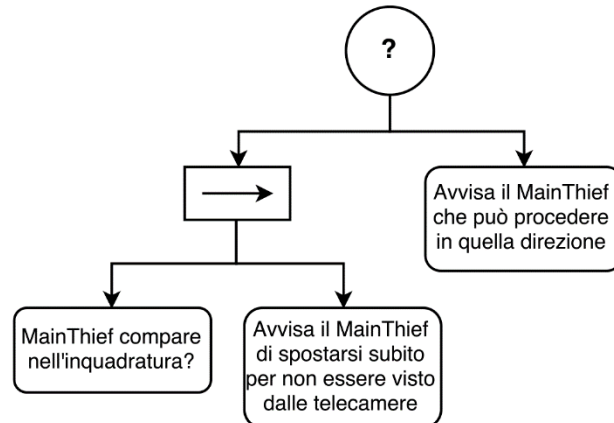 ?
Avvisa il MainThief
che può procedere
in quella direzione
MainThief compare
nell'inquadratura?
Avvisa il MainThief
di spostarsi subito
per non essere visto
dalle telecamere